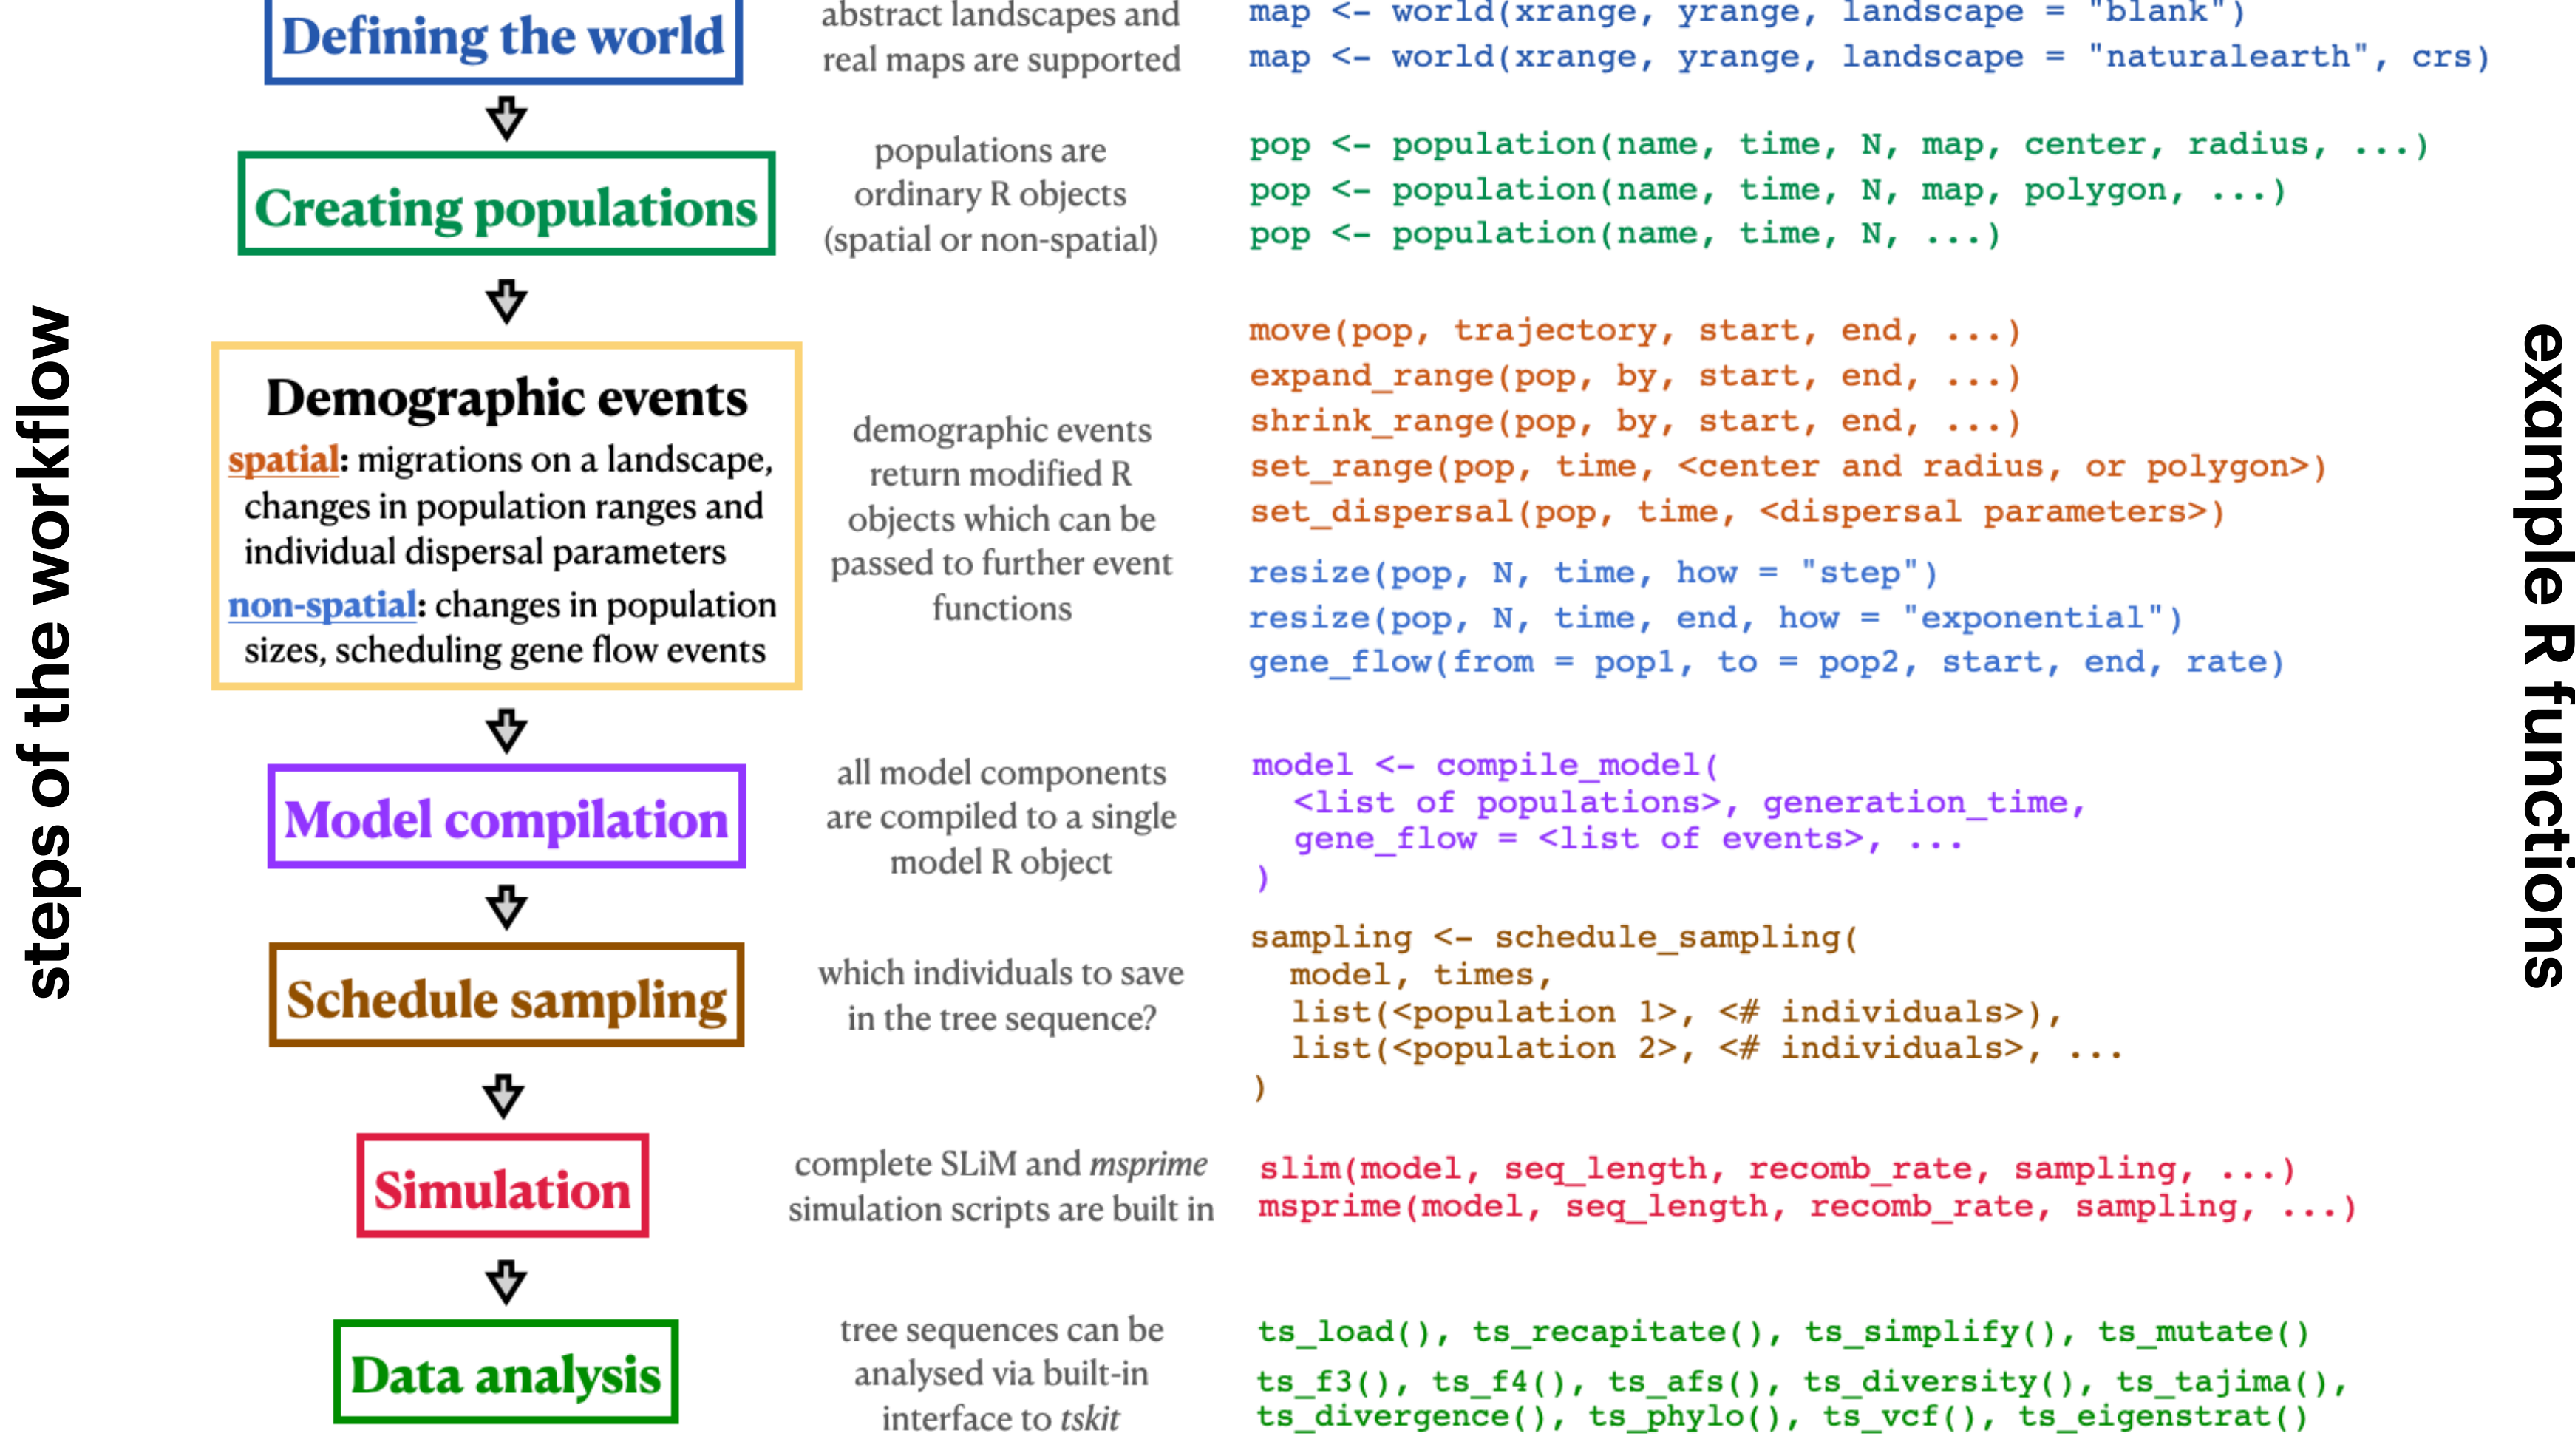 steps of the workflow
Defining the world
abstract landscapes and
real maps are supported
map <- world(xrange, yrange, landscape = "blank")
map <- world(xrange, yrange, landscape = "naturalearth", crs)
Creating populations
populations are
ordinary R objects
(spatial or non-spatial)
pop <- population(name, time, N, map, center, radius, ...)
pop <- population(name, time, N, map, polygon, ...)
pop <- population(name, time, N, ...)
Demographic events
spatial: migrations on a landscape,
changes in population ranges and
individual dispersal parameters
non-spatial: changes in population
sizes, scheduling gene flow events
demographic events
return modified R
objects which can be
passed to further event
functions
move(pop, trajectory, start, end, ...)
expand_range(pop, by, start, end, ...)
shrink_range(pop, by, start, end, ...)
set_range(pop, time, <center and radius, or polygon>)
set_dispersal(pop, time, <dispersal parameters>)
resize(pop, N, time, how = "step")
resize(pop, N, time, end, how = "exponential")
gene_flow(from = pop1, to = pop2, start, end, rate)
Model compilation
all model components
are compiled to a single
model R object
model <- compile_model(
<list of populations>, generation_time,
gene_flow = <list of events>, ...
)
Schedule sampling
which individuals to save
in the tree sequence?
sampling <- schedule_sampling(
model, times,
list(<population 1>, <# individuals>),
list(<population 2>, <# individuals>, ...
)
Simulation
complete SLiM and msprime
simulation scripts are built in
slim(model, seq_length, recomb_rate, sampling, ...)
msprime(model, seq_length, recomb_rate, sampling, ...)
Data analysis
tree sequences can be
analysed via built-in
interface to tskit
ts_load(), ts_recapitate(), ts_simplify(), ts_mutate()
ts_f3(), ts_f4(), ts_afs(), ts_diversity(), ts_tajima(),
ts_divergence(), ts_phylo(), ts_vcf(), ts_eigenstrat()
example R functions